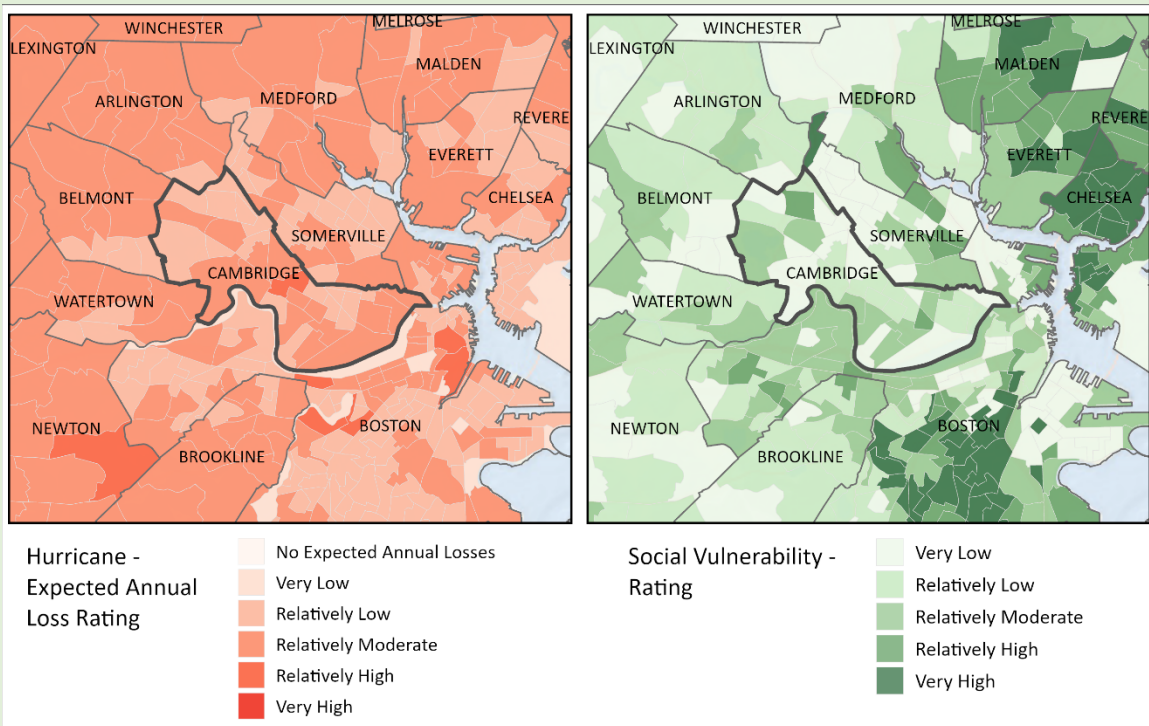 WINCHESTER
MELROSE
LEXINGTON
MALDEN
ARLINGTON
MEDFORD
REVERE
EVERETT
BELMONT
CHELSEA
SOMERVILLE
CAMBRIDGE
WATERTOWN
NEWTON
BOSTON
BROOKLINE
Hurricane -
Expected Annual
Loss Rating
No Expected Annual Losses
Very Low
Relatively Low
Relatively Moderate
Relatively High
Very High
WINCHESTER
MELROSE
LEXINGTON
MALDEN
ARLINGTON
MEDFORD
REVERE
EVERETT
BELMONT
CHELSEA
SOMERVILLE
CAMBRIDGE
WATERTOWN
NEWTON
BOSTON
BROOKLINE
Social Vulnerability -
Rating
Very Low
Relatively Low
Relatively Moderate
Relatively High
Very High